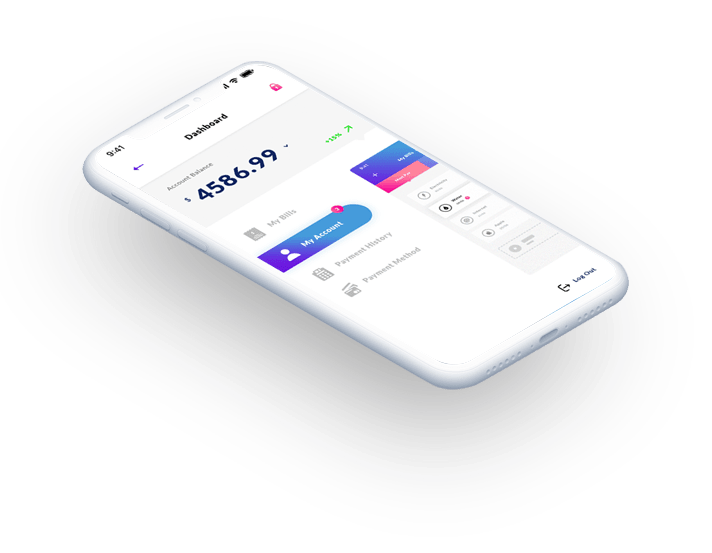 9:41
Dashboard
Account Balance
$ 4586.99
+15%
My Bills
My Account
Payment History
Payment Method
My Bills
Water
Log Out